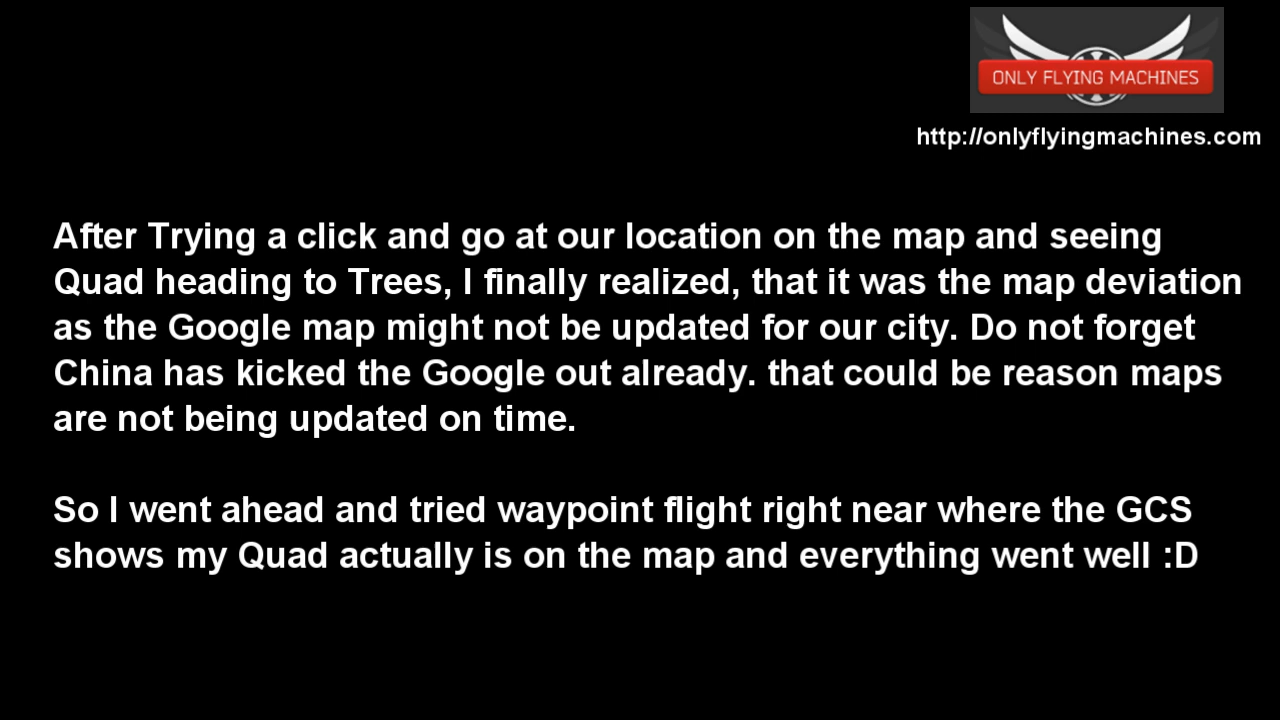 ONLY FLYING MACHINES
http://onlyflyingmachines.com
After Trying a click and go at our location on the map and seeing
Quad heading to Trees, I finally realized, that it was the map deviation
as the Google map might not be updated for our city. Do not forget
China has kicked the Google out already. that could be reason maps
are not being updated on time.
So I went ahead and tried waypoint flight right near where the GCS
shows my Quad actually is on the map and everything went well :D